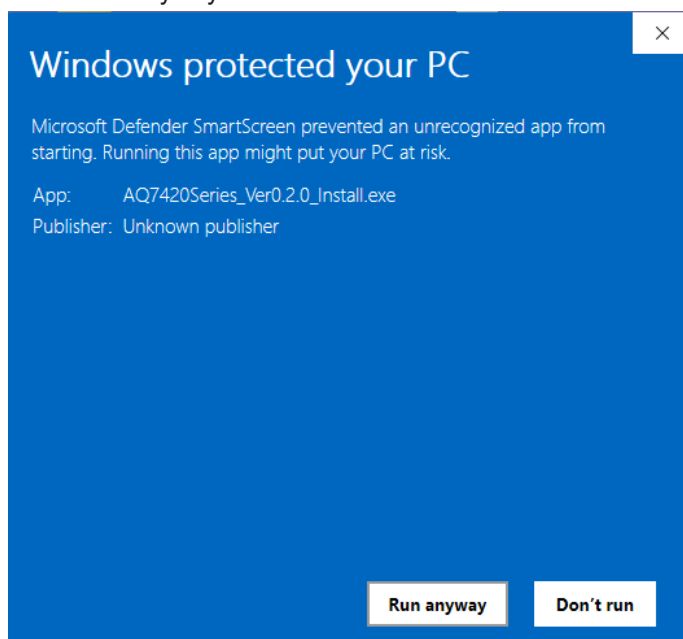 Windows protected your PC
Microsoft Defender SmartScreen prevented an unrecognized app from
starting. Running this app might put your PC at risk.
App: AQ7420Series_Ver0.2.0_Install.exe
Publisher: Unknown publisher
Run anyway Don't run